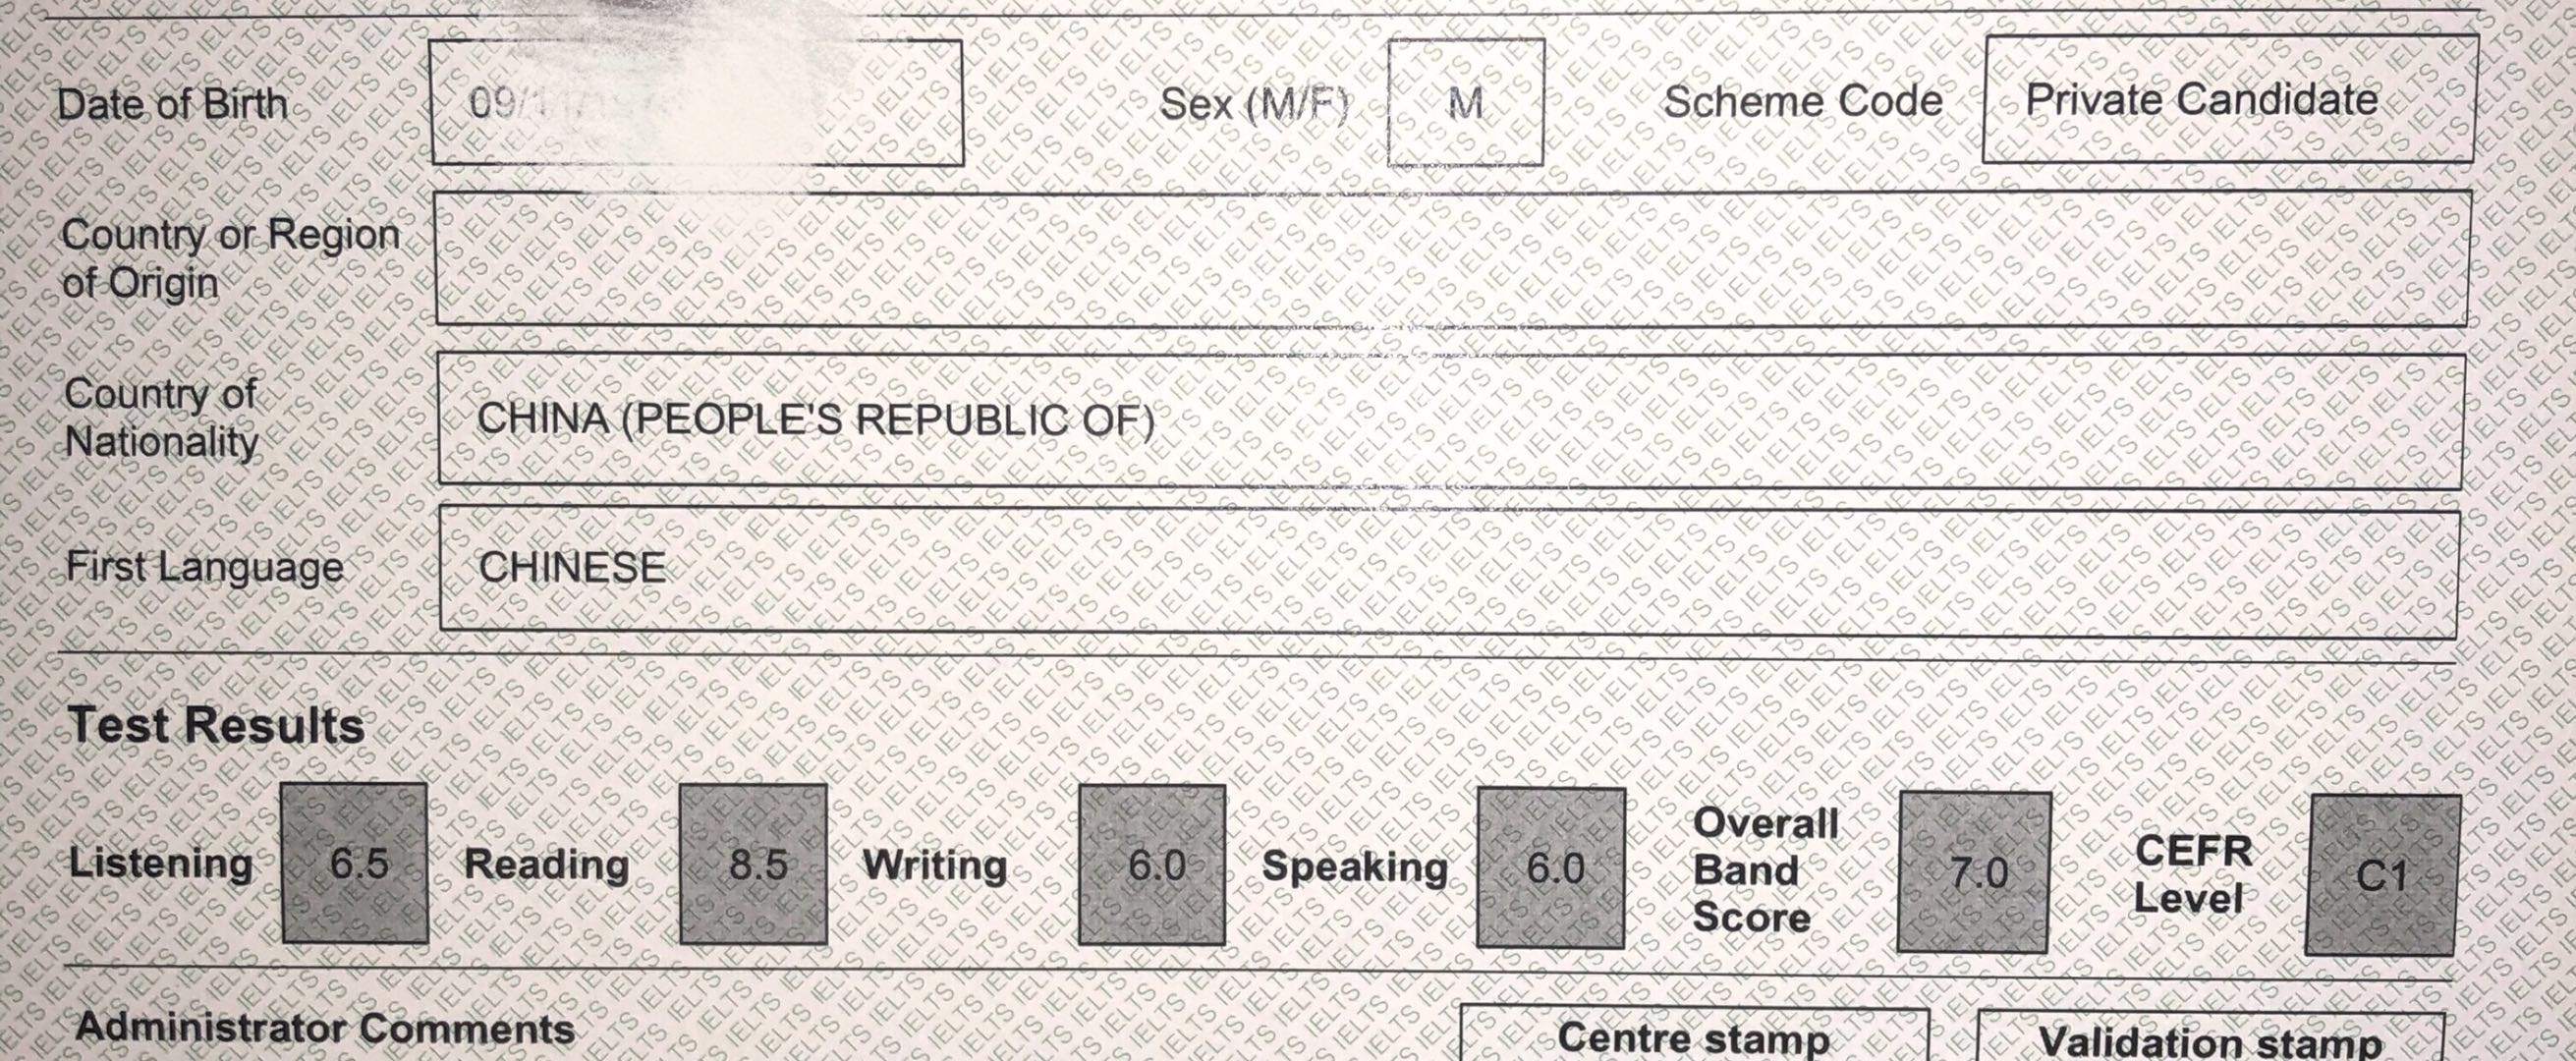 Date of Birth 09/1 Sex (M/F) M Scheme Code Private Candidate
Country or Region
of Origin
Country of
Nationality
CHINA (PEOPLE'S REPUBLIC OF)
First Language CHINESE
Test Results
Listening 6.5 Reading 8.5 Writing 6.0 Speaking 6.0
Overall
Band
Score
7.0
CEFR
Level
C1
Administrator Comments Centre stamp Validation stamp